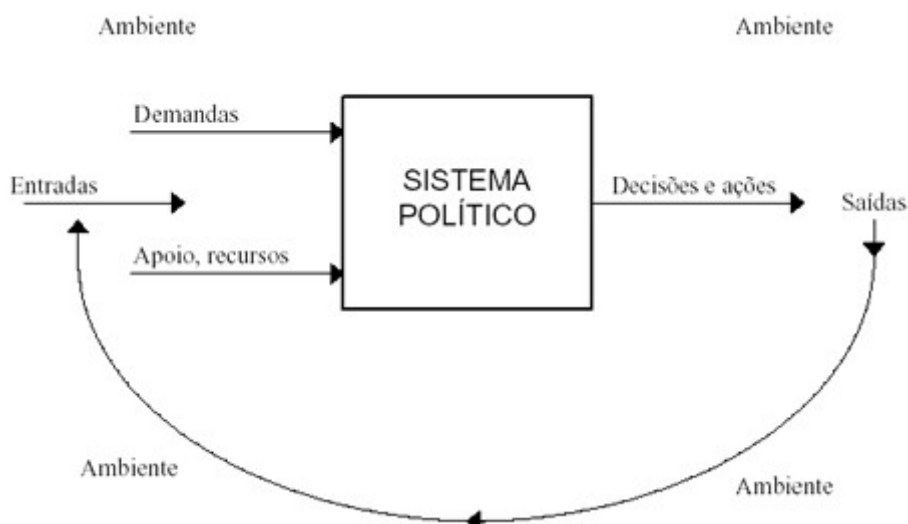 Ambiente
Ambiente
Demandas
Entradas
SISTEMA
POLÍTICO
Decisões e ações
Saídas
Apoio, recursos
Ambiente
Ambiente